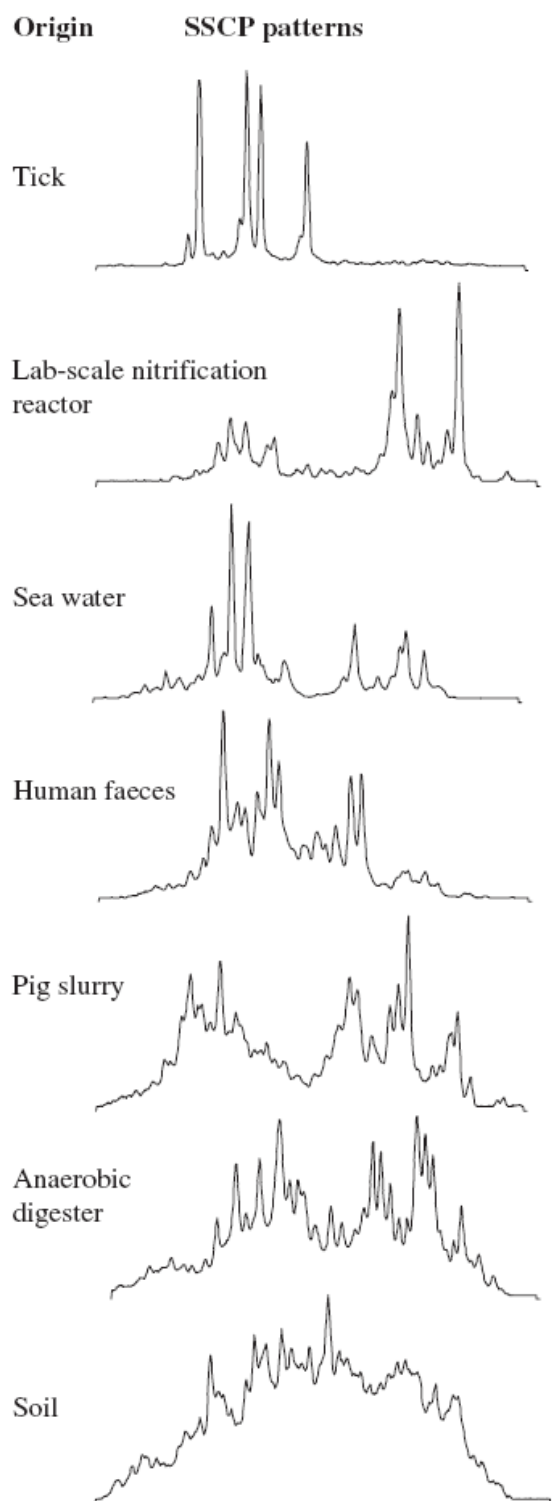 Origin SSCP patterns
Tick
Lab-scale nitrification
reactor
Sea water
Human faeces
Pig slurry
Anaerobic
digester
Soil